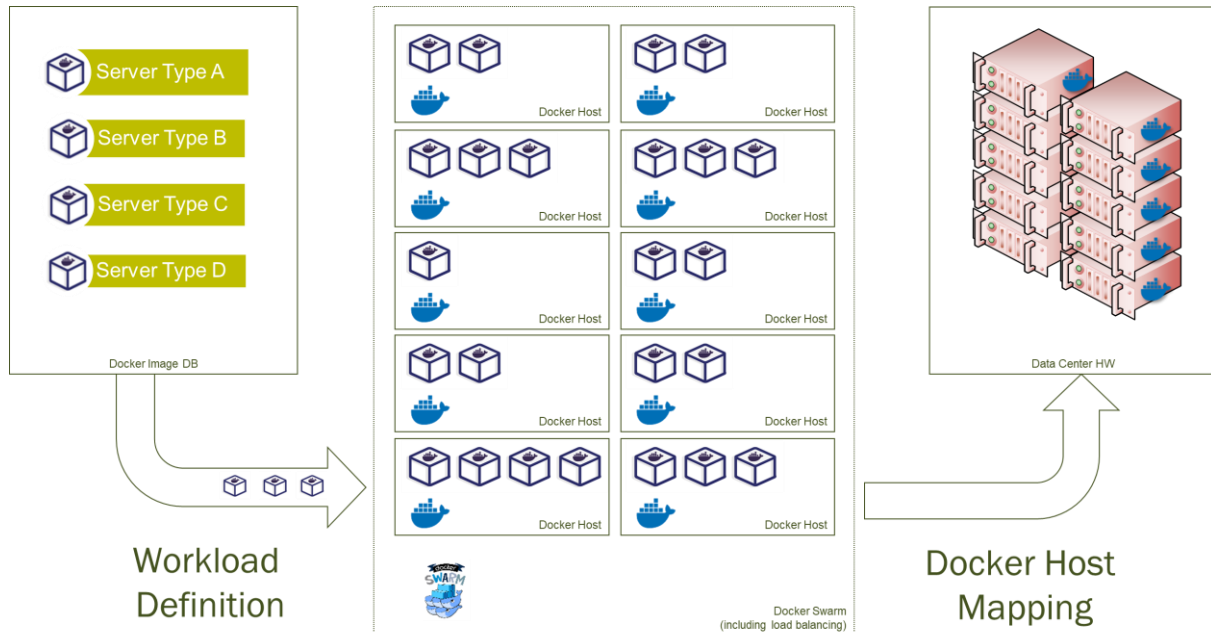 Server Type A
Server Type B
Server Type C
Server Type D
Docker Image DB
Workload
Definition
Docker Host
Docker Host
Docker Host
Docker Host
Docker Host
Docker Host
Docker Host
Docker Host
Docker Host
Docker Host
docker
SWARM
Docker Swarm
(including load balancing)
Data Center HW
Docker Host
Mapping